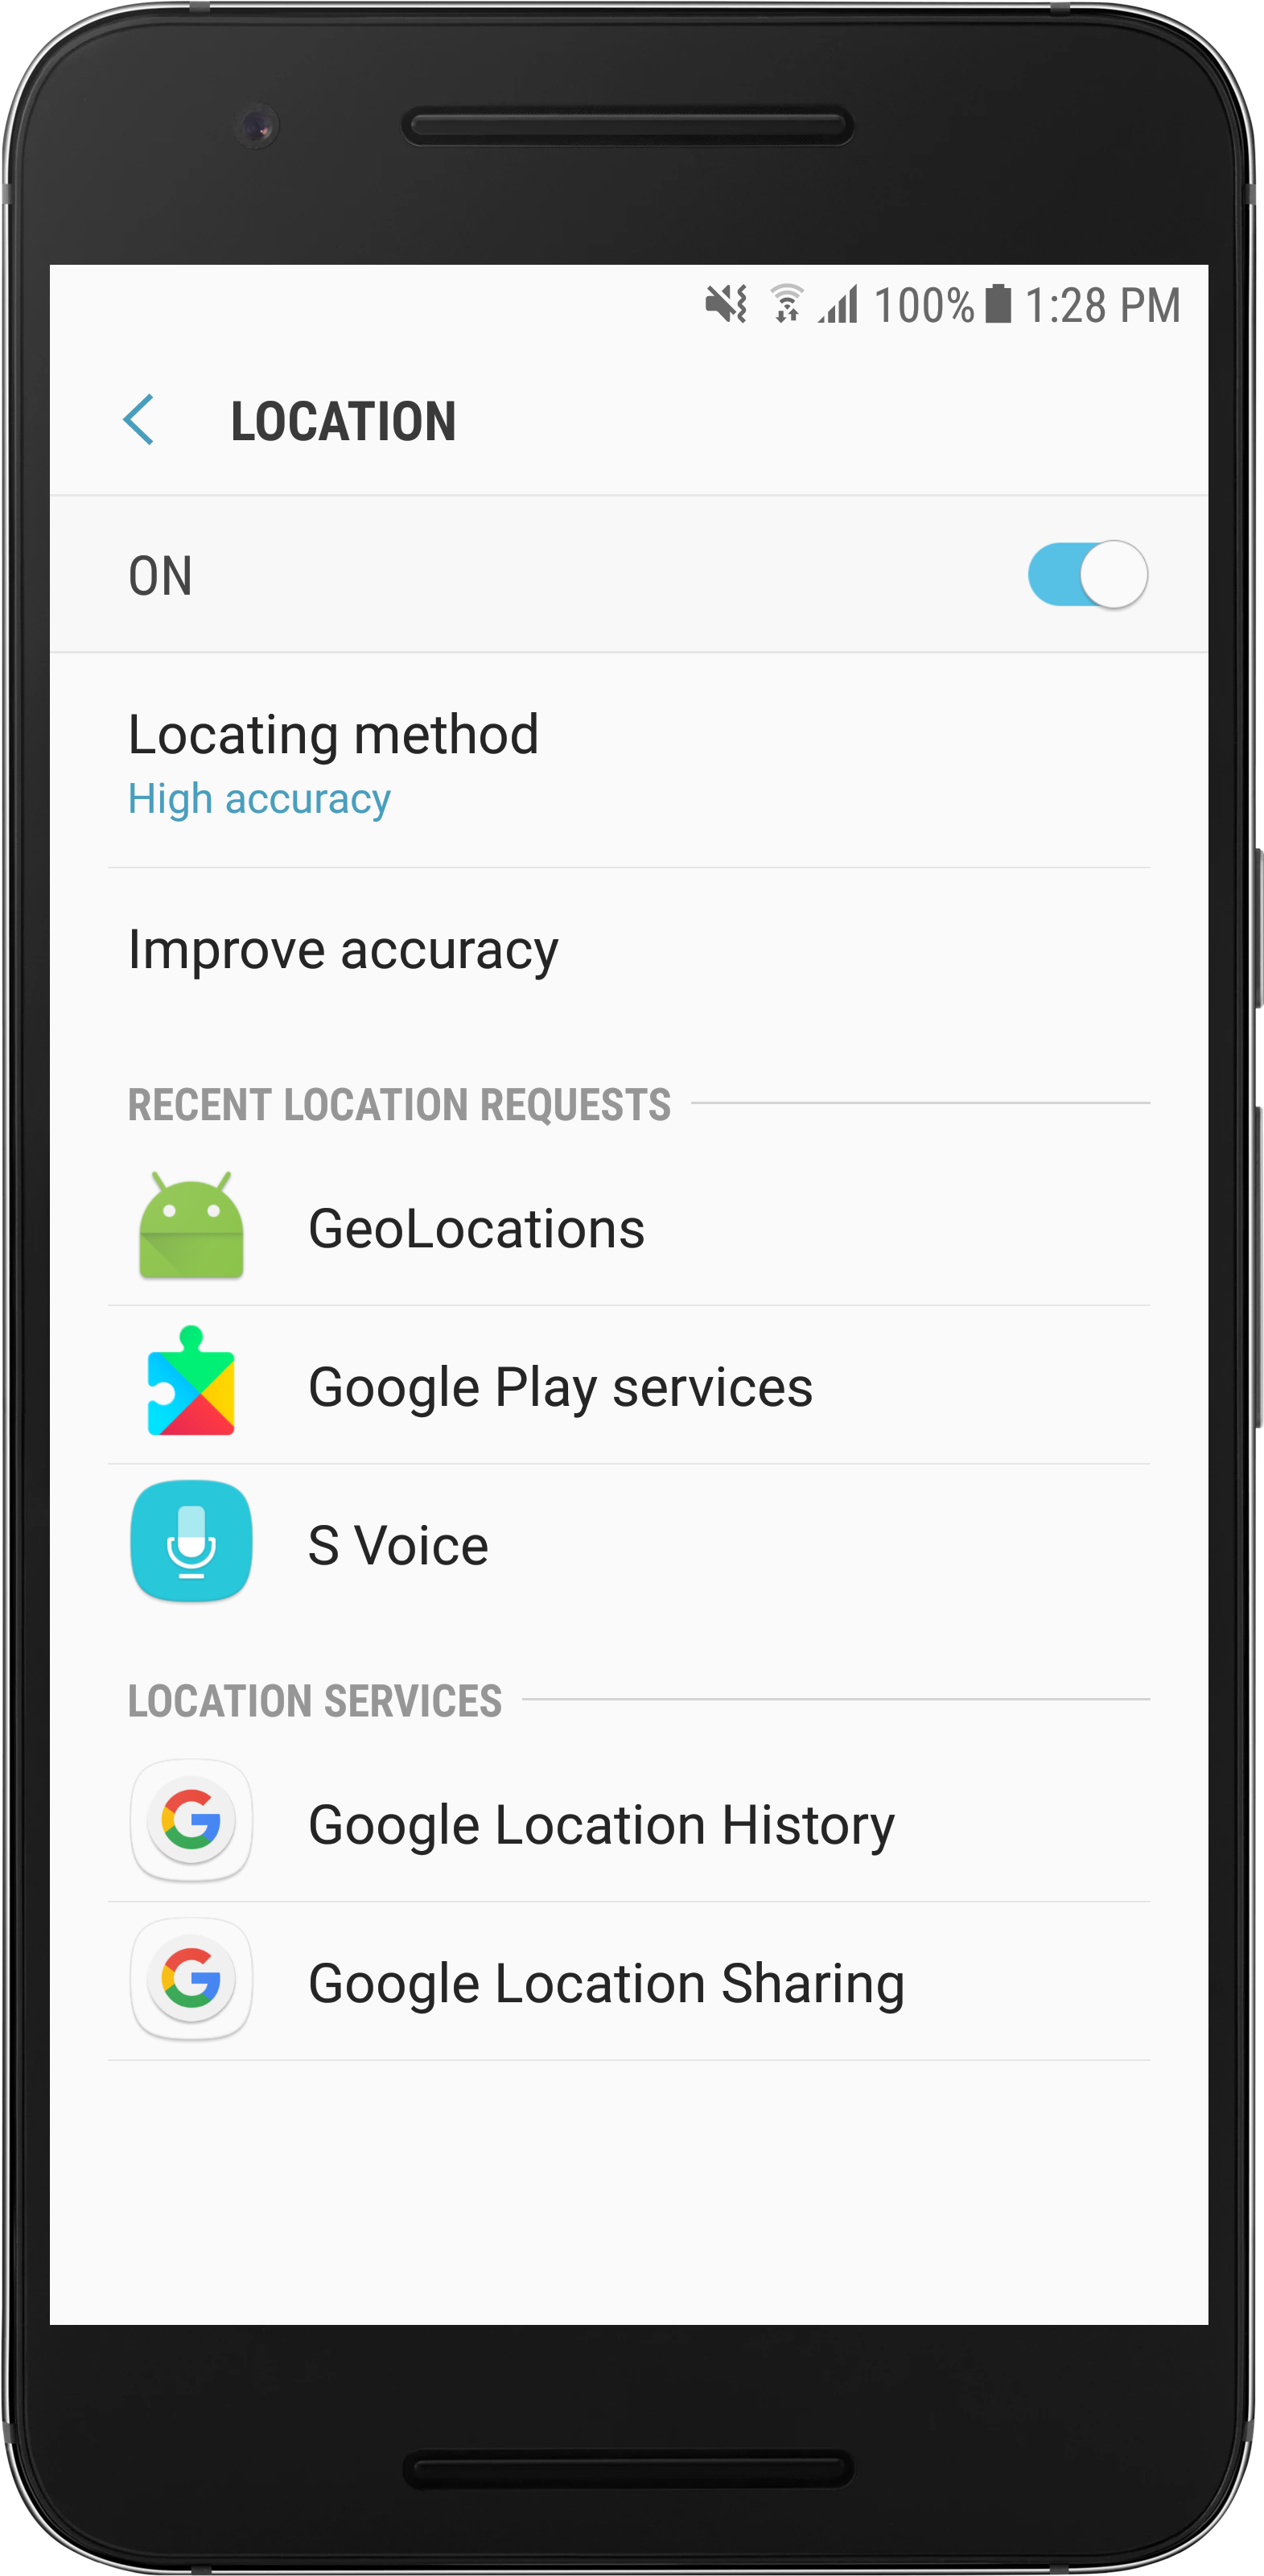 100% 1:28 PM
LOCATION
ON
Locating method
High accuracy
Improve accuracy
RECENT LOCATION REQUESTS
GeoLocations
Google Play services
S Voice
LOCATION SERVICES
Google Location History
Google Location Sharing